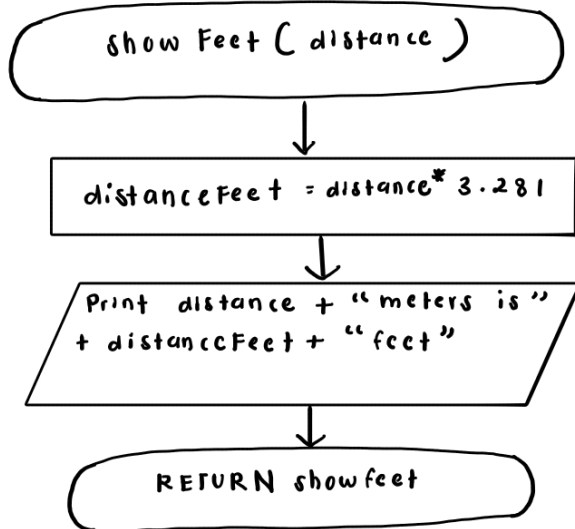 show Feet ( distance )
distanceFeet = distance* 3.281
Print distance + "meters is"
+ distanceFeet + "feet"
RETURN showfeet